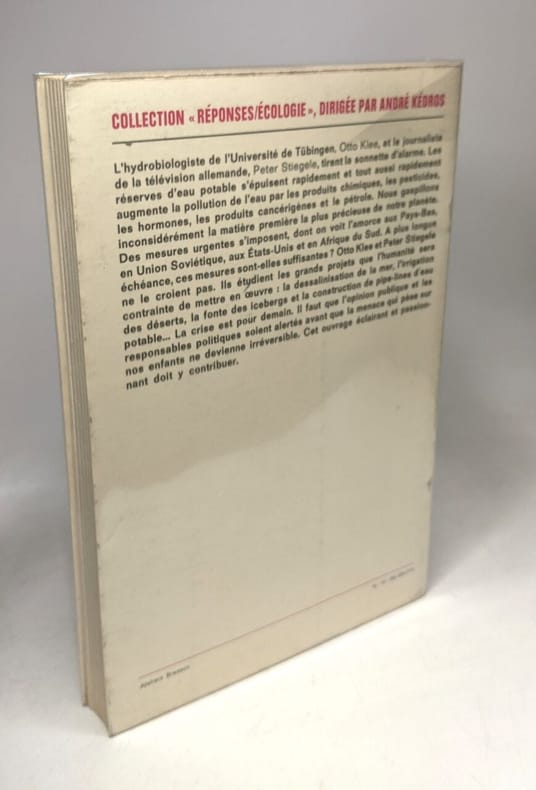 COLLECTION « RÉPONSES/ÉCOLOGIE », DIRIGÉE PAR ANDRÉ KÉDROS
L'hydrobiologiste de l'Université de Tübingen, Otto Klee, et le journaliste
de la télévision allemande, Peter Stiegele, tirent la sonnette d'alarme. Les
réserves d'eau potable s'épuisent rapidement et tout aussi rapidement
augmente la pollution de l'eau par les produits chimiques, les pesticides,
les hormones, les produits cancérigènes et le pétrole. Nous gaspillons
inconsidérément la matière première la plus précieuse de notre planète.
Des mesures urgentes s'imposent, dont on voit l'amorce aux Pays-Bas,
en Union Soviétique, aux États-Unis et en Afrique du Sud. A plus longue
échéance, ces mesures sont-elles suffisantes ? Otto Klee et Peter Stiegele
ne le croient pas. Ils étudient les grands projets que l'humanité sera
contrainte de mettre en œuvre : la dessalinisation de la mer, l'irrigation
des déserts, la fonte des icebergs et la construction de pipe-lines d'eau
potable... La crise est pour demain. Il faut que l'opinion publique et les
responsables politiques soient alertés avant que la menace qui pèse sur
nos enfants ne devienne irréversible. Cet ouvrage éclairant et passion-
nant doit y contribuer.